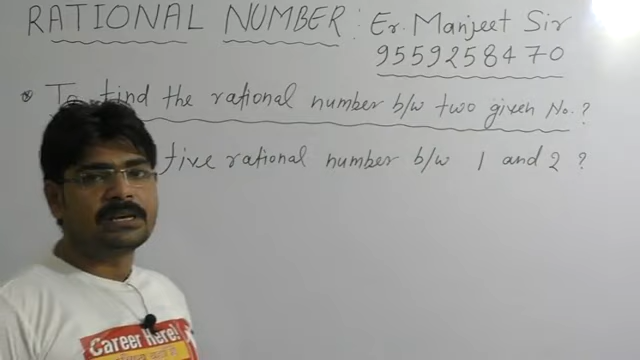 RATIONAL NUMBER: Er. Manjeet Sir
9559258470
To find the rational number b/w two given No. ?
five rational number b/w 1 and 2 ?
Career Here!